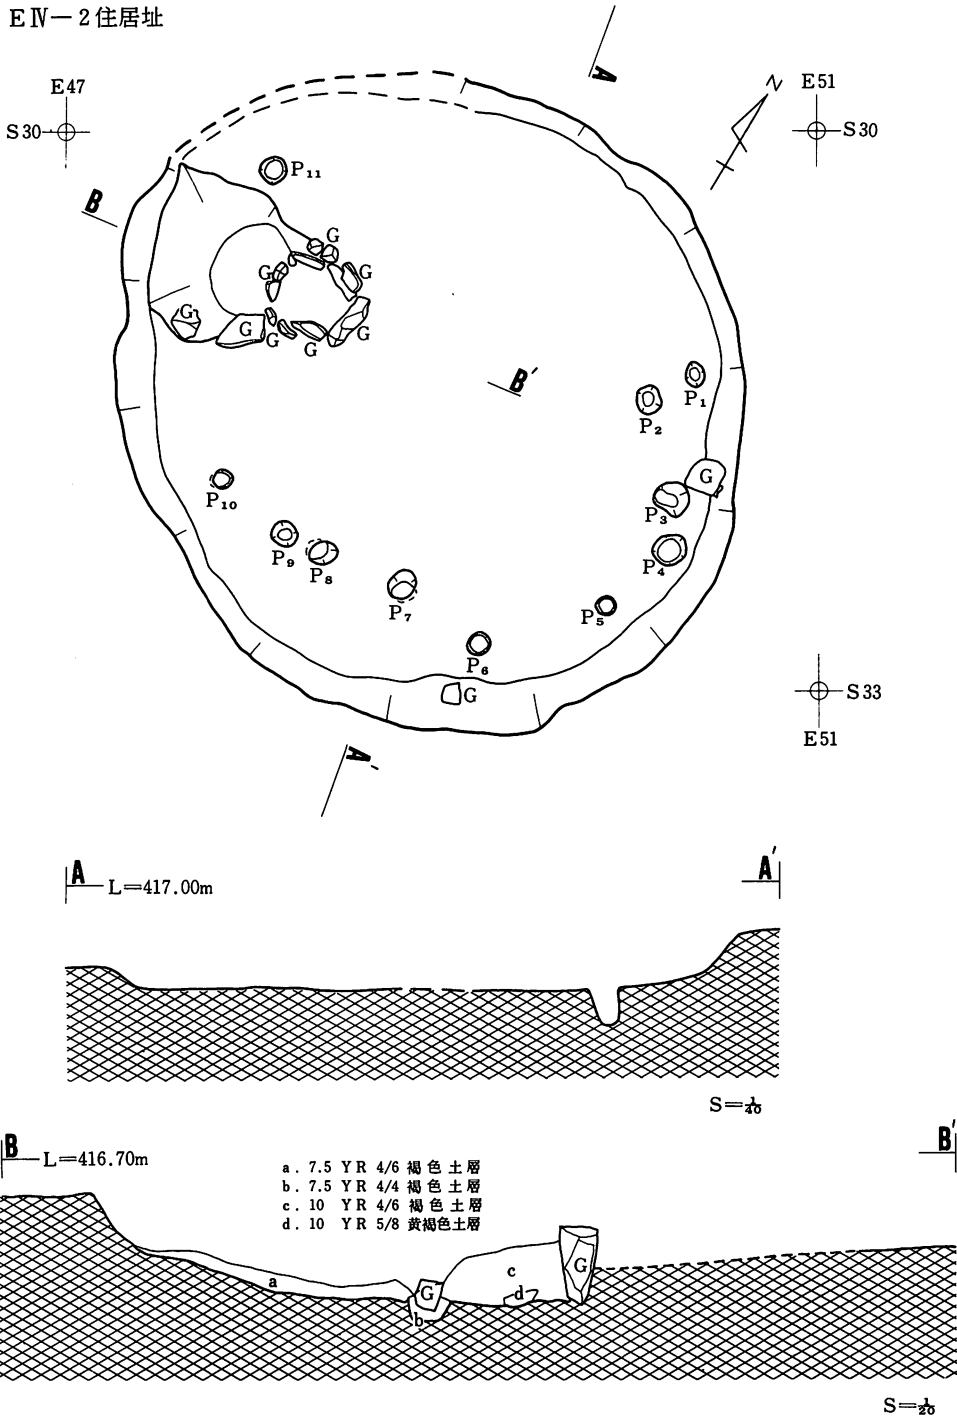 EⅣ−2住居址
A
N
E47
E51
S30
S30
P₁₁
B
G
G
G
G
G
G
G
G
B′
P₁
P₂
G
P₃
P₁₀
P₉
P₈
P₄
P₇
P₅
P₆
G
S33
E51
A′
A
L=417.00m
A′
S=1/40
B
L=416.70m
B′
a. 7.5 YR 4/6 褐色土層
b. 7.5 YR 4/4 褐色土層
c. 10 YR 4/6 褐色土層
d. 10 YR 5/8 黄褐色土層
a
G
b
c
d
G
S=1/20